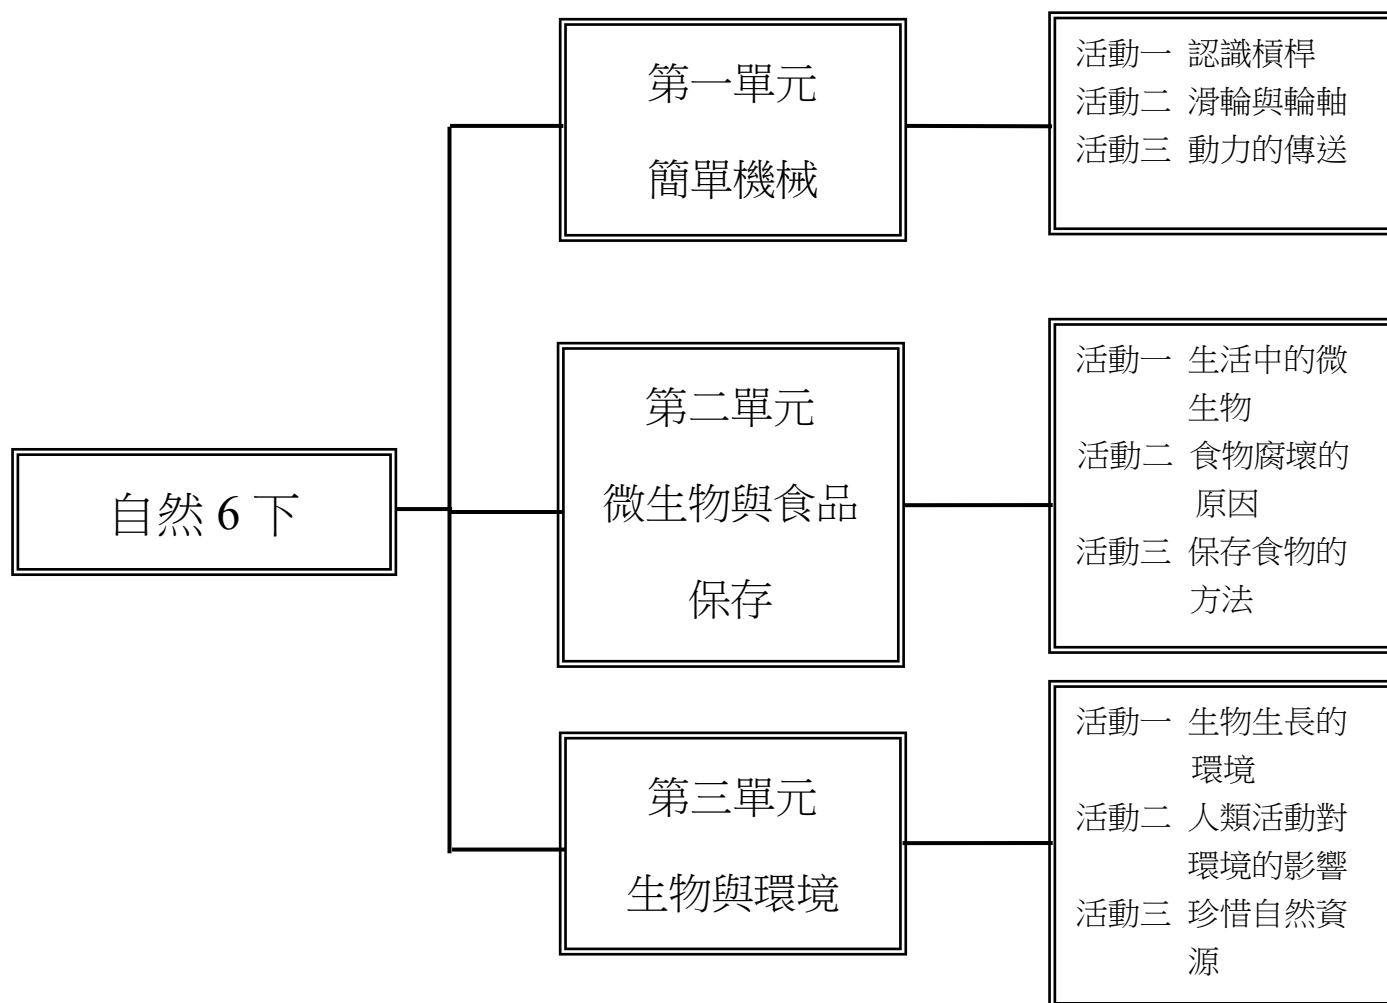 自然 6 下
第一單元
簡單機械
活動一 認識槓桿
活動二 滑輪與輪軸
活動三 動力的傳送
第二單元
微生物與食品
保存
活動一 生活中的微
生物
活動二 食物腐壞的
原因
活動三 保存食物的
方法
第三單元
生物與環境
活動一 生物生長的
環境
活動二 人類活動對
環境的影響
活動三 珍惜自然資
源